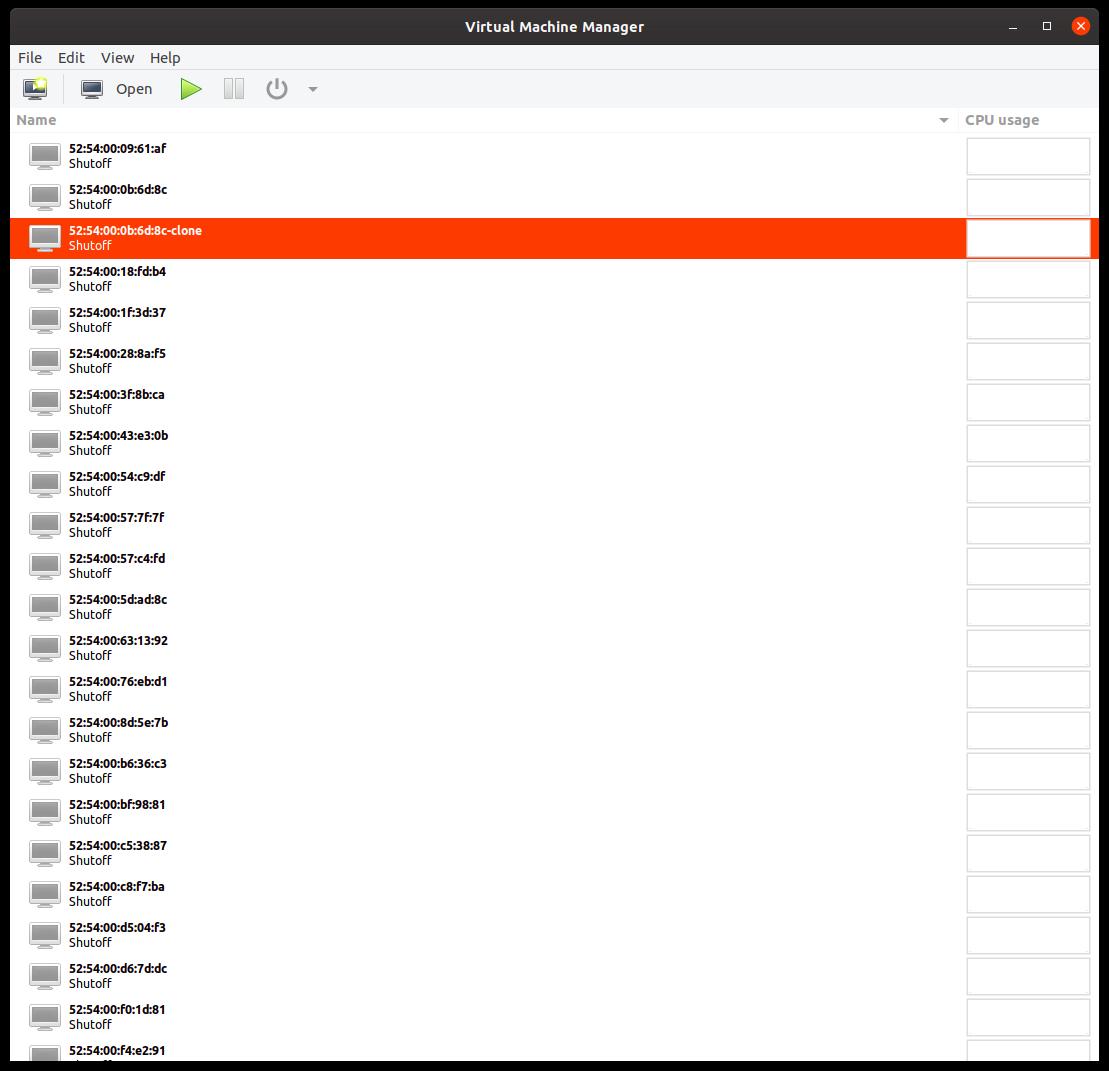 Virtual Machine Manager
File Edit View Help
Open
Name CPU usage
52:54:00:09:61:af
Shutoff
52:54:00:0b:6d:8c
Shutoff
52:54:00:0b:6d:8c-clone
Shutoff
52:54:00:18:fd:b4
Shutoff
52:54:00:1f:3d:37
Shutoff
52:54:00:28:8a:f5
Shutoff
52:54:00:3f:8b:ca
Shutoff
52:54:00:43:e3:0b
Shutoff
52:54:00:54:c9:df
Shutoff
52:54:00:57:7f:7f
Shutoff
52:54:00:57:c4:fd
Shutoff
52:54:00:5d:ad:8c
Shutoff
52:54:00:63:13:92
Shutoff
52:54:00:76:eb:d1
Shutoff
52:54:00:8d:5e:7b
Shutoff
52:54:00:b6:36:c3
Shutoff
52:54:00:bf:98:81
Shutoff
52:54:00:c5:38:87
Shutoff
52:54:00:c8:f7:ba
Shutoff
52:54:00:d5:04:f3
Shutoff
52:54:00:d6:7d:dc
Shutoff
52:54:00:f0:1d:81
Shutoff
52:54:00:f4:e2:91